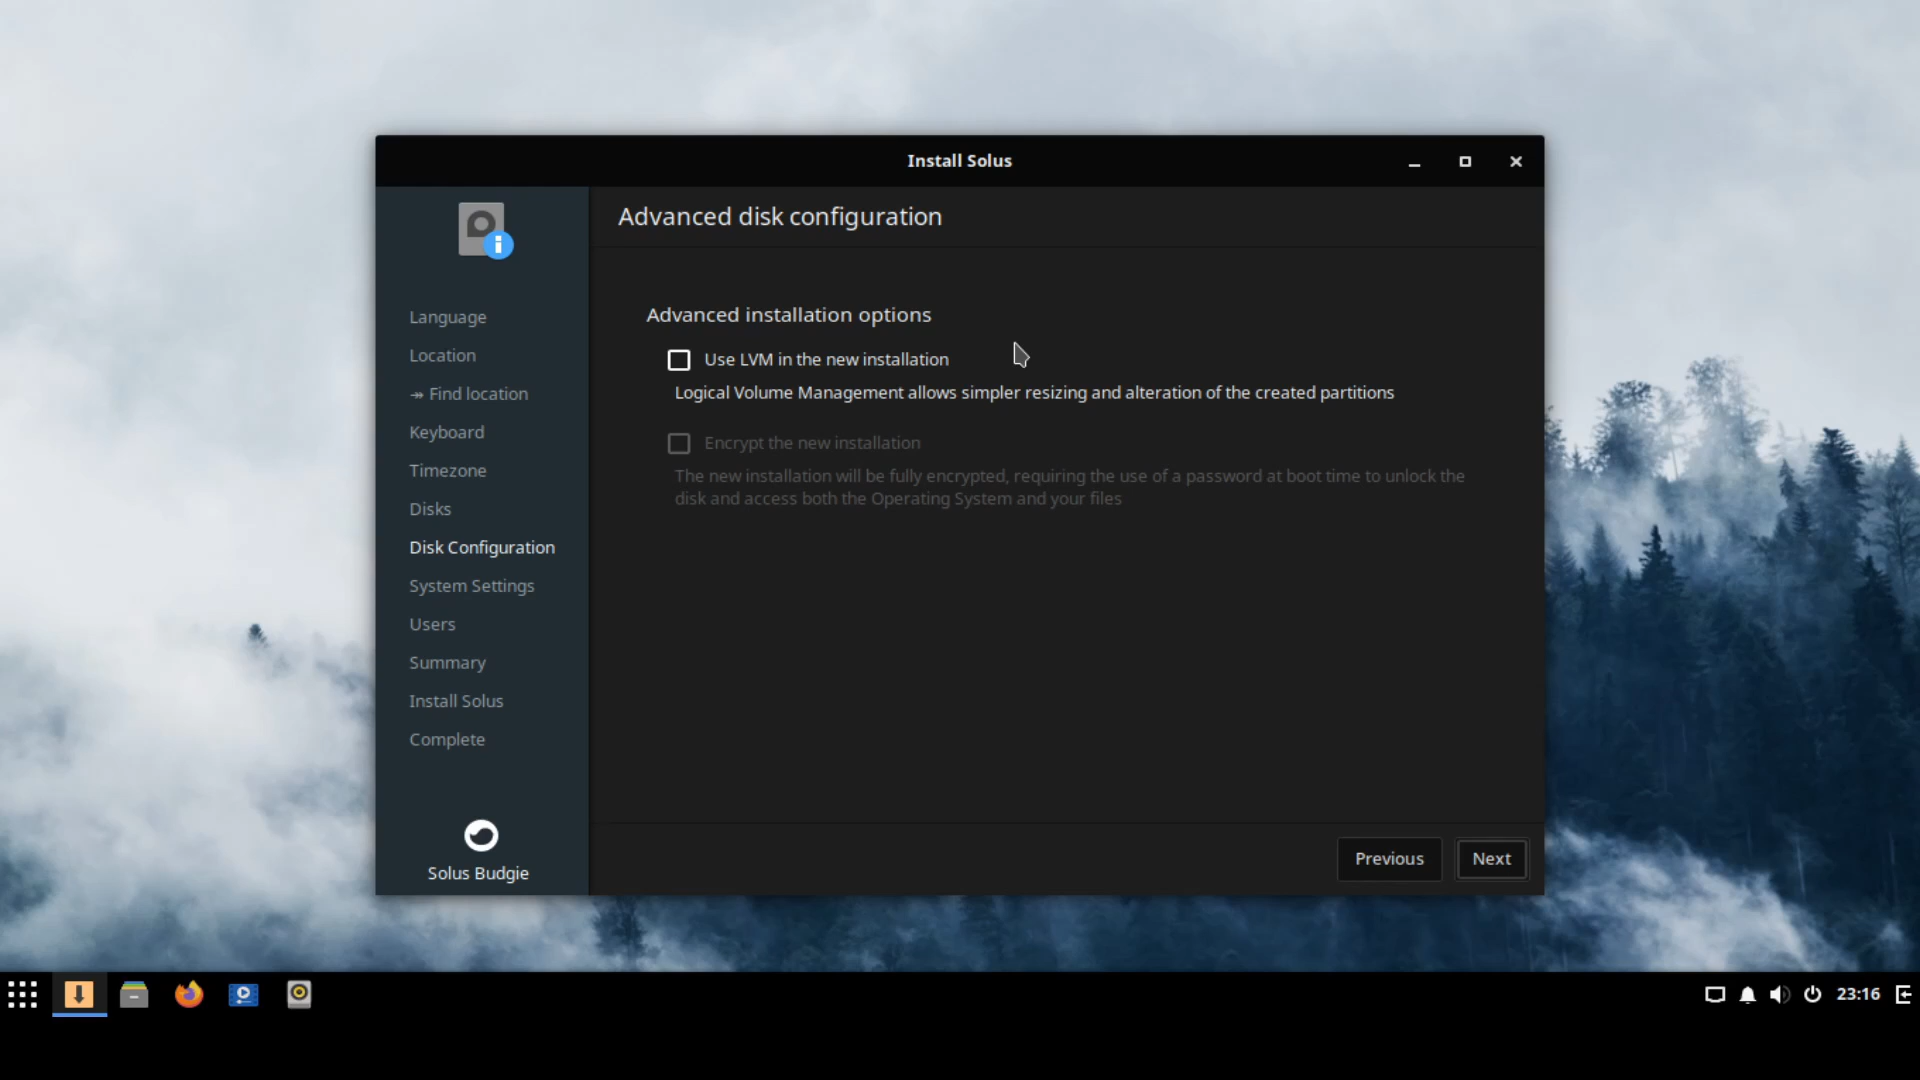 Install Solus
Advanced disk configuration
Language
Location
↠ Find location
Keyboard
Timezone
Disks
Disk Configuration
System Settings
Users
Summary
Install Solus
Complete
Solus Budgie
Advanced installation options
Use LVM in the new installation
Logical Volume Management allows simpler resizing and alteration of the created partitions
Encrypt the new installation
The new installation will be fully encrypted, requiring the use of a password at boot time to unlock the
disk and access both the Operating System and your files
Previous
Next
23:16